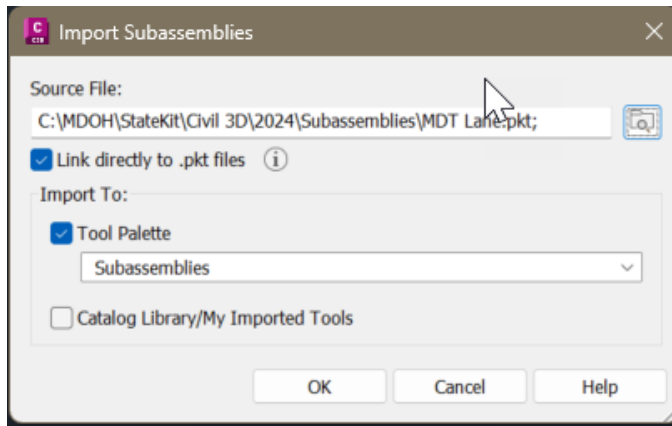 Import Subassemblies
Source File:
C:\MDOH\StateKit\Civil 3D\2024\Subassemblies\MDT Lane.pkt;
Link directly to .pkt files
Import To:
Tool Palette
Subassemblies
Catalog Library/My Imported Tools
OK Cancel Help